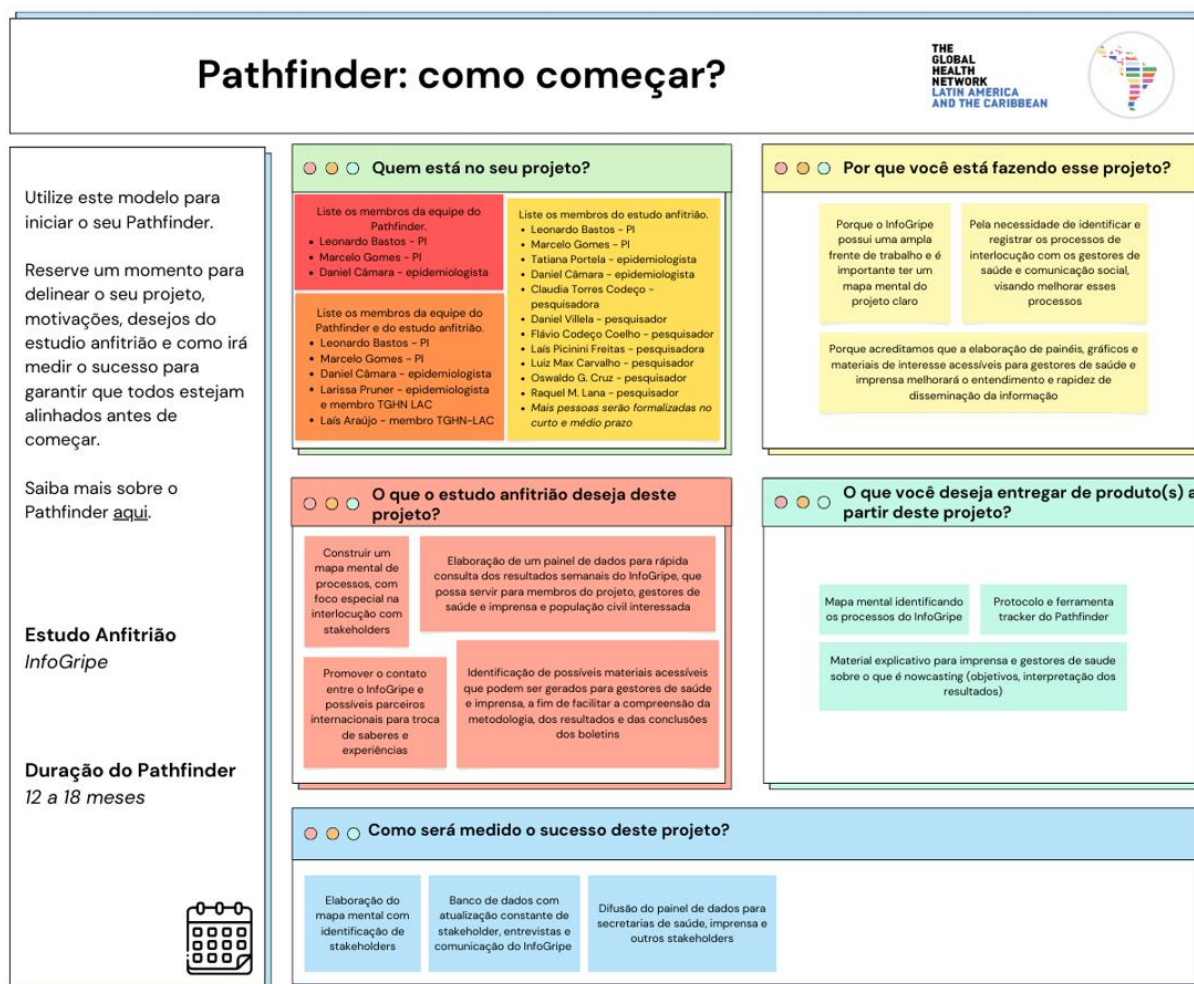 Pathfinder: como começar?
THE
GLOBAL
HEALTH
NETWORK
LATIN AMERICA
AND THE CARIBBEAN
Utilize este modelo para
iniciar o seu Pathfinder.
Reserve um momento para
delinear o seu projeto,
motivações, desejos do
estudio anfitrião e como irá
medir o sucesso para
garantir que todos estejam
alinhados antes de
começar.
Saiba mais sobre o
Pathfinder aqui.
Estudo Anfitrião
InfoGripe
Duração do Pathfinder
12 a 18 meses
Quem está no seu projeto?
Liste os membros da equipe do
Pathfinder.
• Leonardo Bastos - PI
• Marcelo Gomes - PI
• Daniel Câmara - epidemiologista
Liste os membros da equipe do
Pathfinder e do estudo anfitrião.
• Leonardo Bastos - PI
• Marcelo Gomes - PI
• Daniel Câmara - epidemiologista
• Larissa Pruner - epidemiologista
e membro TGHN LAC
• Laís Araújo - membro TGHN-LAC
Liste os membros do estudo anfitrião.
• Leonardo Bastos - PI
• Marcelo Gomes - PI
• Tatiana Portela - epidemiologista
• Daniel Câmara - epidemiologista
• Claudia Torres Codeço -
pesquisadora
• Daniel Villela - pesquisador
• Flávio Codeço Coelho - pesquisador
• Laís Picinini Freitas - pesquisadora
• Luiz Max Carvalho - pesquisador
• Oswaldo G. Cruz - pesquisador
• Raquel M. Lana - pesquisador
• Mais pessoas serão formalizadas no
curto e médio prazo
Por que você está fazendo esse projeto?
Porque o InfoGripe
possui uma ampla
frente de trabalho e é
importante ter um
mapa mental do
projeto claro
Pela necessidade de identificar e
registrar os processos de
interlocução com os gestores de
saúde e comunicação social,
visando melhorar esses
processos
Porque acreditamos que a elaboração de painéis, gráficos e
materiais de interesse acessíveis para gestores de saúde e
imprensa melhorará o entendimento e rapidez de
disseminação da informação
O que o estudo anfitrião deseja deste
projeto?
Construir um
mapa mental de
processos, com
foco especial na
interlocução com
stakeholders
Elaboração de um painel de dados para rápida
consulta dos resultados semanais do InfoGripe, que
possa servir para membros do projeto, gestores de
saúde e imprensa e população civil interessada
Promover o contato
entre o InfoGripe e
possíveis parceiros
internacionais para troca
de saberes e
experiências
Identificação de possíveis materiais acessíveis
que podem ser gerados para gestores de saúde
e imprensa, a fim de facilitar a compreensão da
metodologia, dos resultados e das conclusões
dos boletins
O que você deseja entregar de produto(s) a
partir deste projeto?
Mapa mental identificando
os processos do InfoGripe
Protocolo e ferramenta
tracker do Pathfinder
Material explicativo para imprensa e gestores de saude
sobre o que é nowcasting (objetivos, interpretação dos
resultados)
Como será medido o sucesso deste projeto?
Elaboração do
mapa mental com
identificação de
stakeholders
Banco de dados com
atualização constante de
stakeholder, entrevistas e
comunicação do InfoGripe
Difusão do painel de dados para
secretarias de saúde, imprensa e
outros stakeholders